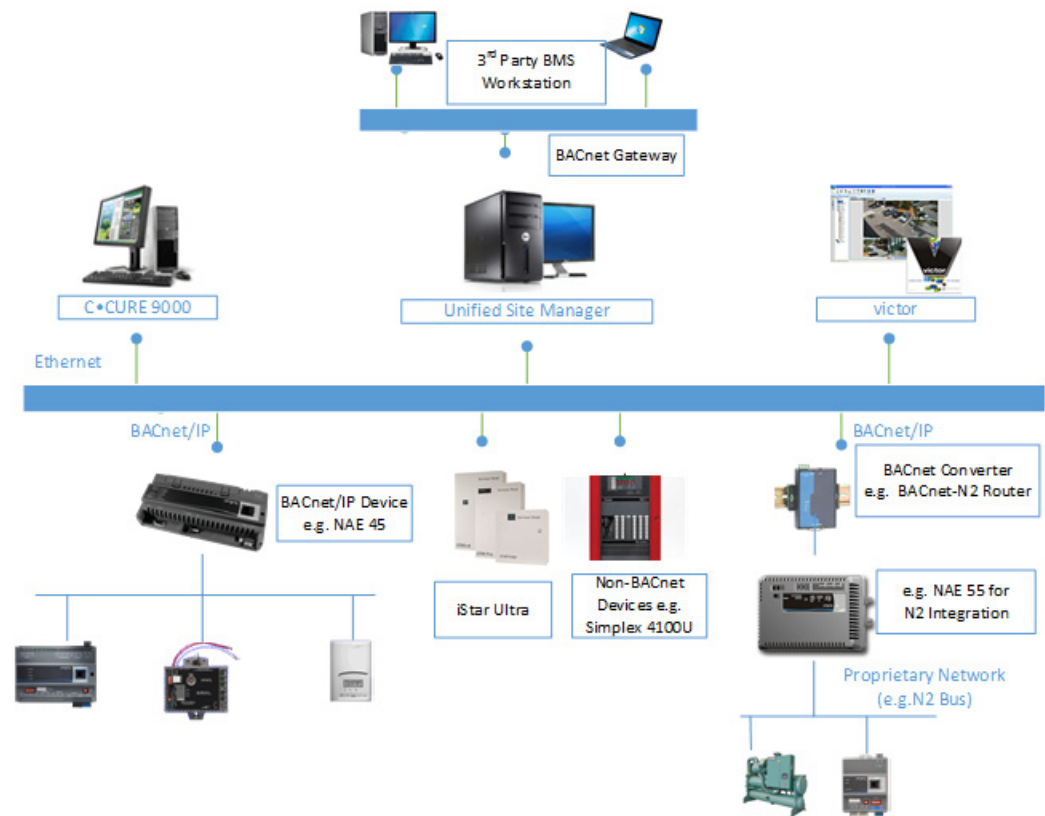 3rd Party BMS
Workstation
BACnet Gateway
C•CURE 9000
Unified Site Manager
victor
victor
Ethernet
BACnet/IP
BACnet/IP
BACnet/IP Device
e.g. NAE 45
BACnet Converter
e.g. BACnet-N2 Router
iStar Ultra
Non-BACnet
Devices e.g.
Simplex 4100U
e.g. NAE 55 for
N2 Integration
Proprietary Network
(e.g.N2 Bus)